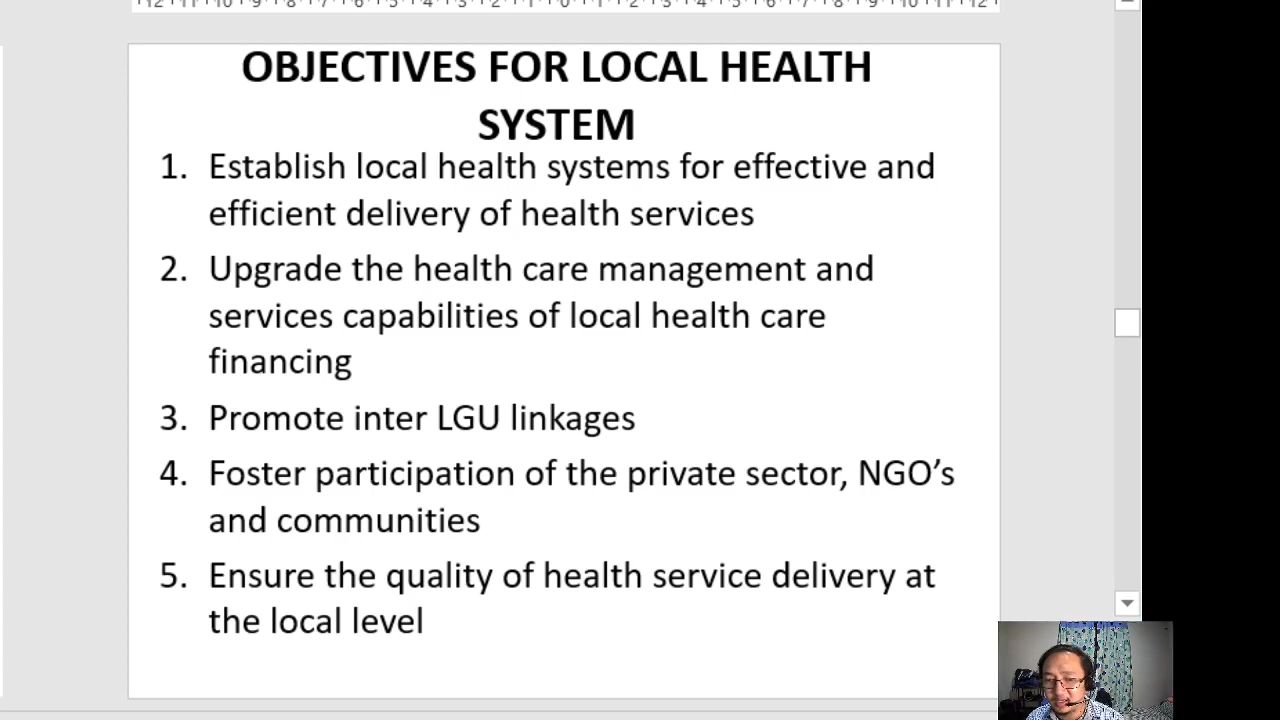 OBJECTIVES FOR LOCAL HEALTH
SYSTEM
1. Establish local health systems for effective and
efficient delivery of health services
2. Upgrade the health care management and
services capabilities of local health care
financing
3. Promote inter LGU linkages
4. Foster participation of the private sector, NGO’s
and communities
5. Ensure the quality of health service delivery at
the local level